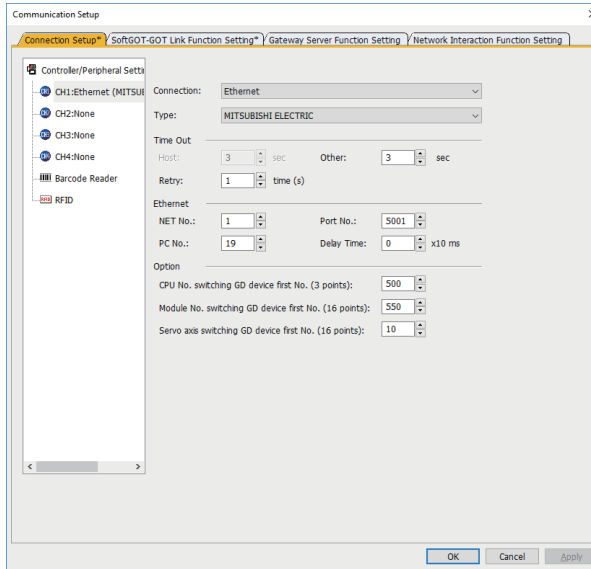 Communication Setup
Connection Setup* SoftGOT-GOT Link Function Setting* Gateway Server Function Setting Network Interaction Function Setting
Controller/Peripheral Setti
CH1:Ethernet (MITSUE
CH2:None
CH3:None
CH4:None
Barcode Reader
RFID
Connection: Ethernet
Type: MITSUBISHI ELECTRIC
Time Out
Host: 3 sec Other: 3 sec
Retry: 1 time (s)
Ethernet
NET No.: 1 Port No.: 5001
PC No.: 19 Delay Time: 0 x10 ms
Option
CPU No. switching GD device first No. (3 points): 500
Module No. switching GD device first No. (16 points): 550
Servo axis switching GD device first No. (16 points): 10
OK Cancel Apply